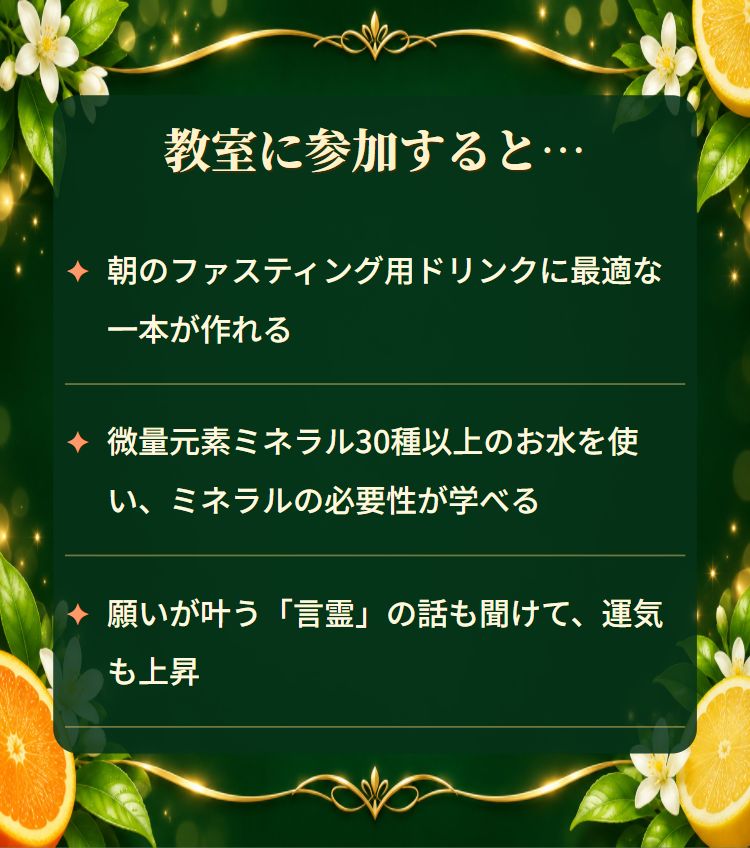 教室に参加すると…
朝のファスティング用ドリンクに最適な
一本が作れる
微量元素ミネラル30種以上のお水を使
い、ミネラルの必要性が学べる
願いが叶う「言霊」の話も聞けて、運気
も上昇